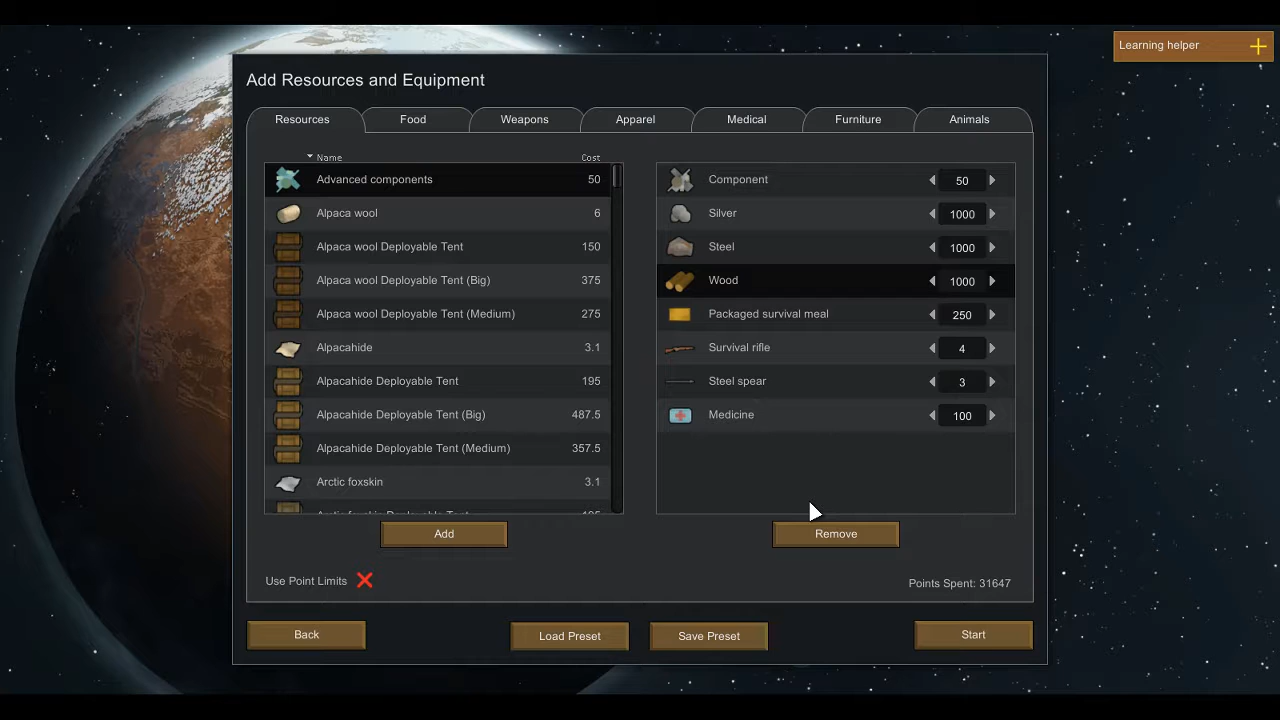 Learning helper
Add Resources and Equipment
Resources Food Weapons Apparel Medical Furniture Animals
Name Cost
Advanced components 50
Alpaca wool 6
Alpaca wool Deployable Tent 150
Alpaca wool Deployable Tent (Big) 375
Alpaca wool Deployable Tent (Medium) 275
Alpacahide 3.1
Alpacahide Deployable Tent 195
Alpacahide Deployable Tent (Big) 487.5
Alpacahide Deployable Tent (Medium) 357.5
Arctic foxskin 3.1
Arctic foxskin Deployable Tent 195
Add
Component 50
Silver 1000
Steel 1000
Wood 1000
Packaged survival meal 250
Survival rifle 4
Steel spear 3
Medicine 100
Remove
Use Point Limits
Points Spent: 31647
Back Load Preset Save Preset Start